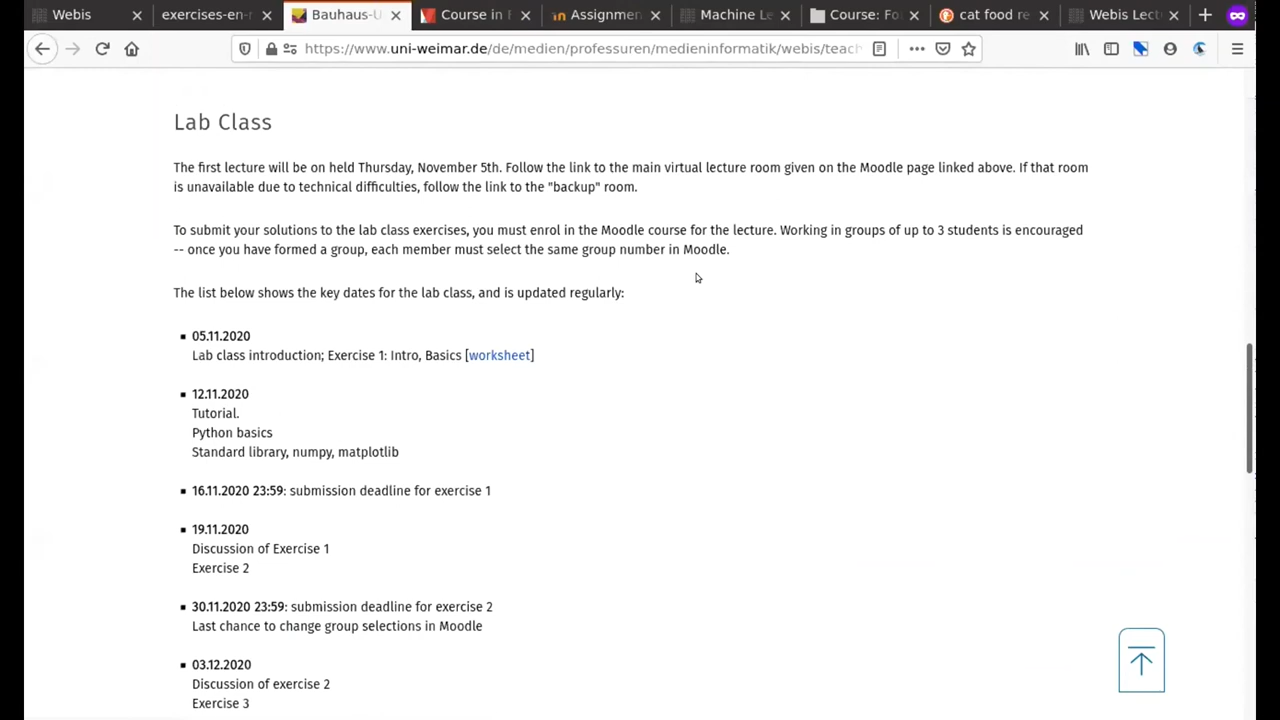 Webis
exercises-en-
Bauhaus-U
Course in
Assignmen
Machine Le
Course: Fo
cat food re
Webis Lect
https://www.uni-weimar.de/de/medien/professuren/medieninformatik/webis/teach
Lab Class
The first lecture will be on held Thursday, November 5th. Follow the link to the main virtual lecture room given on the Moodle page linked above. If that room
is unavailable due to technical difficulties, follow the link to the "backup" room.
To submit your solutions to the lab class exercises, you must enrol in the Moodle course for the lecture. Working in groups of up to 3 students is encouraged
-- once you have formed a group, each member must select the same group number in Moodle.
The list below shows the key dates for the lab class, and is updated regularly:
05.11.2020
Lab class introduction; Exercise 1: Intro, Basics [worksheet]
12.11.2020
Tutorial.
Python basics
Standard library, numpy, matplotlib
16.11.2020 23:59: submission deadline for exercise 1
19.11.2020
Discussion of Exercise 1
Exercise 2
30.11.2020 23:59: submission deadline for exercise 2
Last chance to change group selections in Moodle
03.12.2020
Discussion of exercise 2
Exercise 3